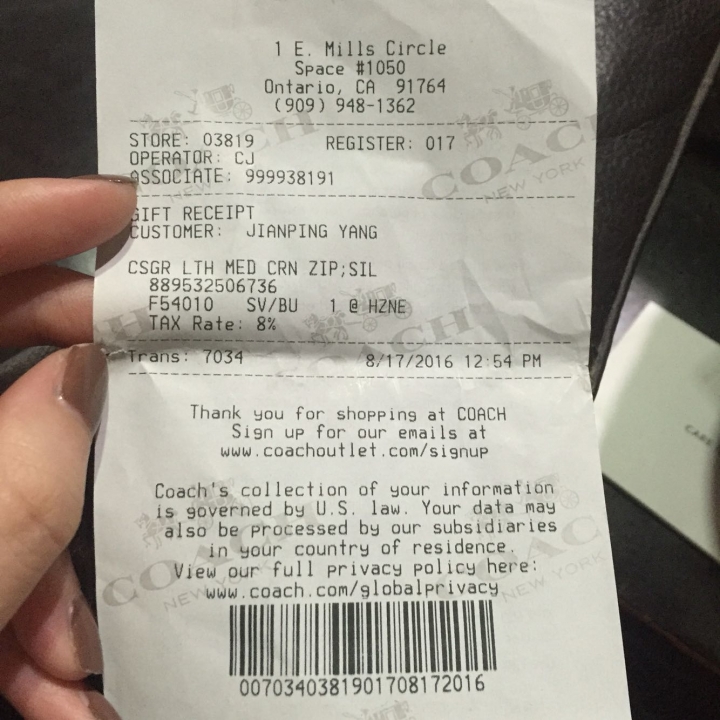 1 E. Mills Circle
Space #1050
Ontario, CA 91764
(909) 948-1362
STORE: 03819 REGISTER: 017
OPERATOR: CJ
ASSOCIATE: 999938191
GIFT RECEIPT
CUSTOMER: JIANPING YANG
CSGR LTH MED CRN ZIP;SIL
889532506736
F54010 SV/BU 1 @ HZNE
TAX Rate: 8%
Trans: 7034 8/17/2016 12:54 PM
Thank you for shopping at COACH
Sign up for our emails at
www.coachoutlet.com/signup
Coach's collection of your information
is governed by U.S. law. Your data may
also be processed by our subsidiaries
in your country of residence.
View our full privacy policy here:
www.coach.com/globalprivacy
0070340381901708172016
COACH
NEW YORK